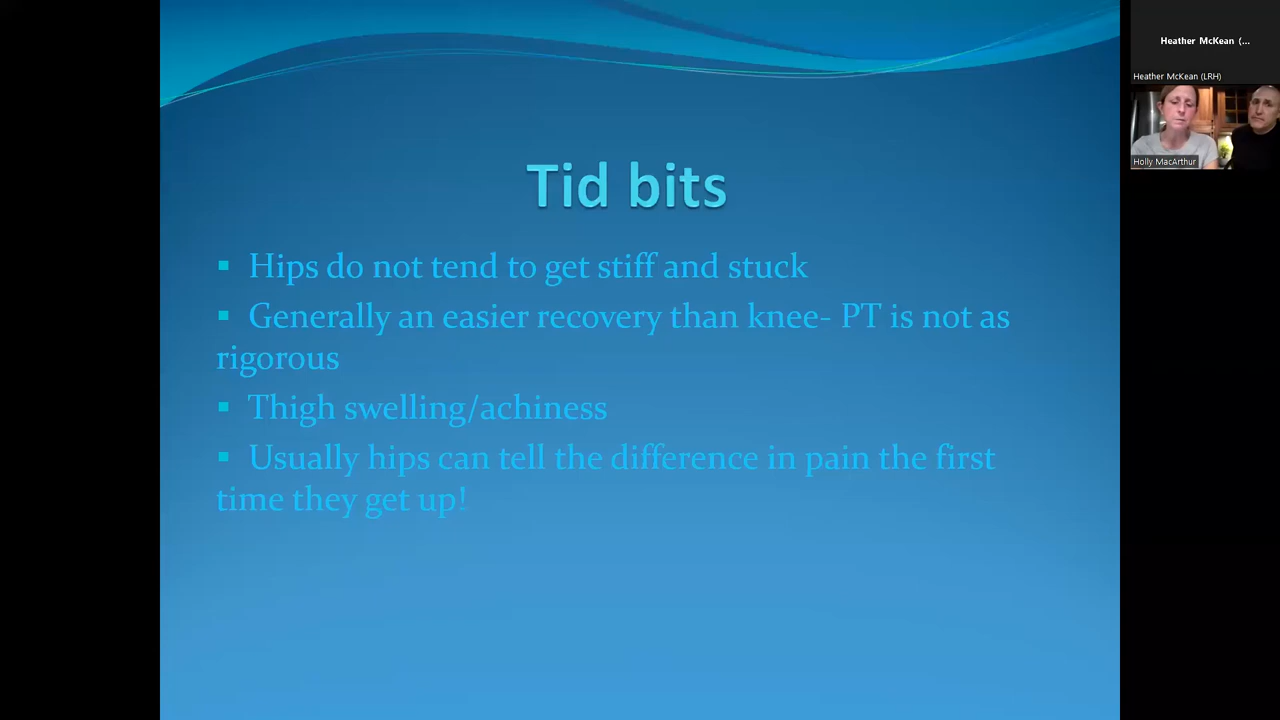 Tid bits
▪ Hips do not tend to get stiff and stuck
▪ Generally an easier recovery than knee- PT is not as
rigorous
▪ Thigh swelling/achiness
▪ Usually hips can tell the difference in pain the first
time they get up!
Heather McKean (...
Heather McKean (LRH)
Holly MacArthur